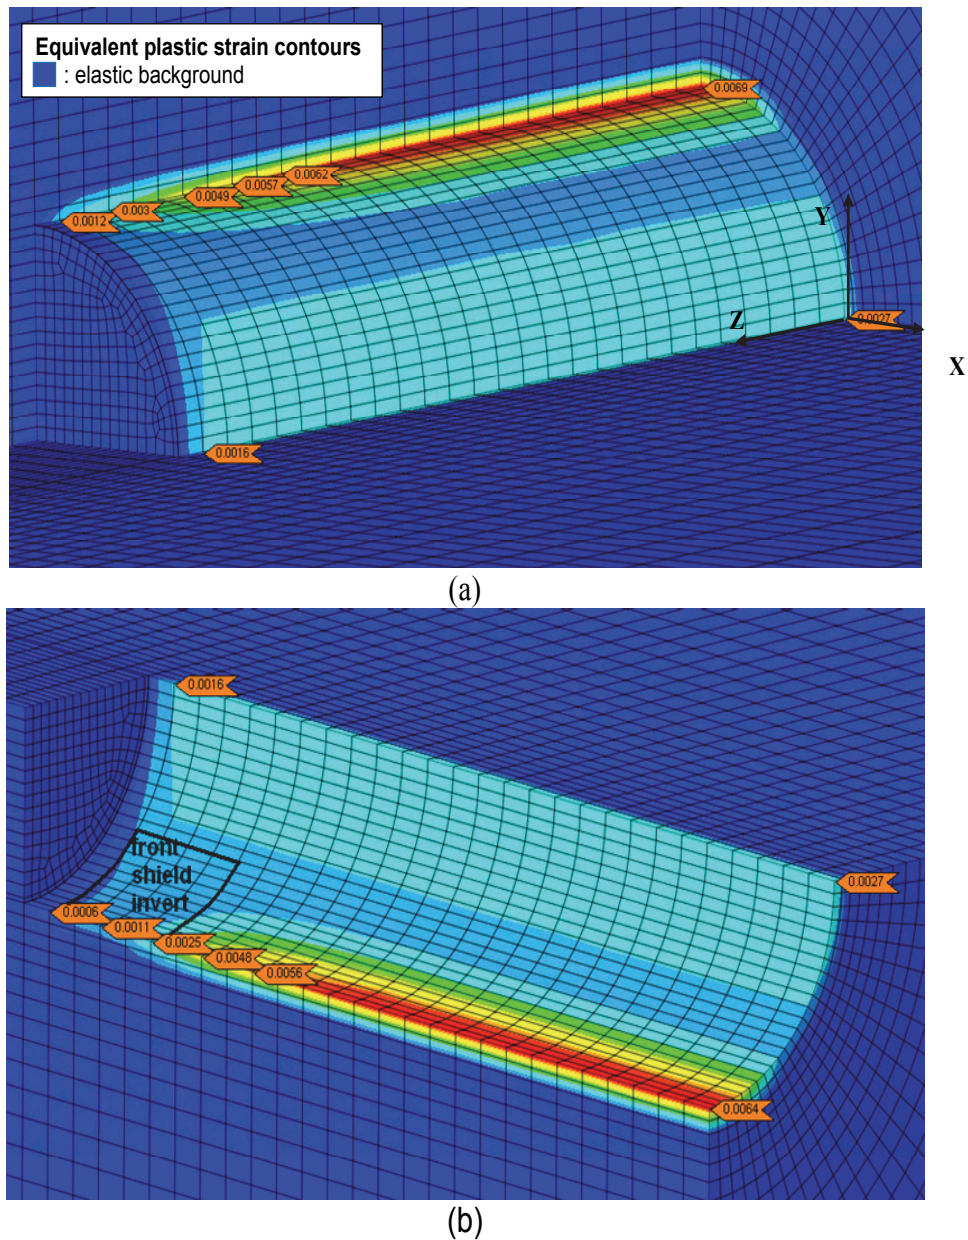 Equivalent plastic strain contours
: elastic background
0.0069
0.0062
0.0057
0.0049
0.003
0.0012
Y
Z
0.0027
X
0.0016
(a)
0.0016
front
shield
invert
0.0027
0.0006
0.0011
0.0025
0.0048
0.0056
0.0064
(b)